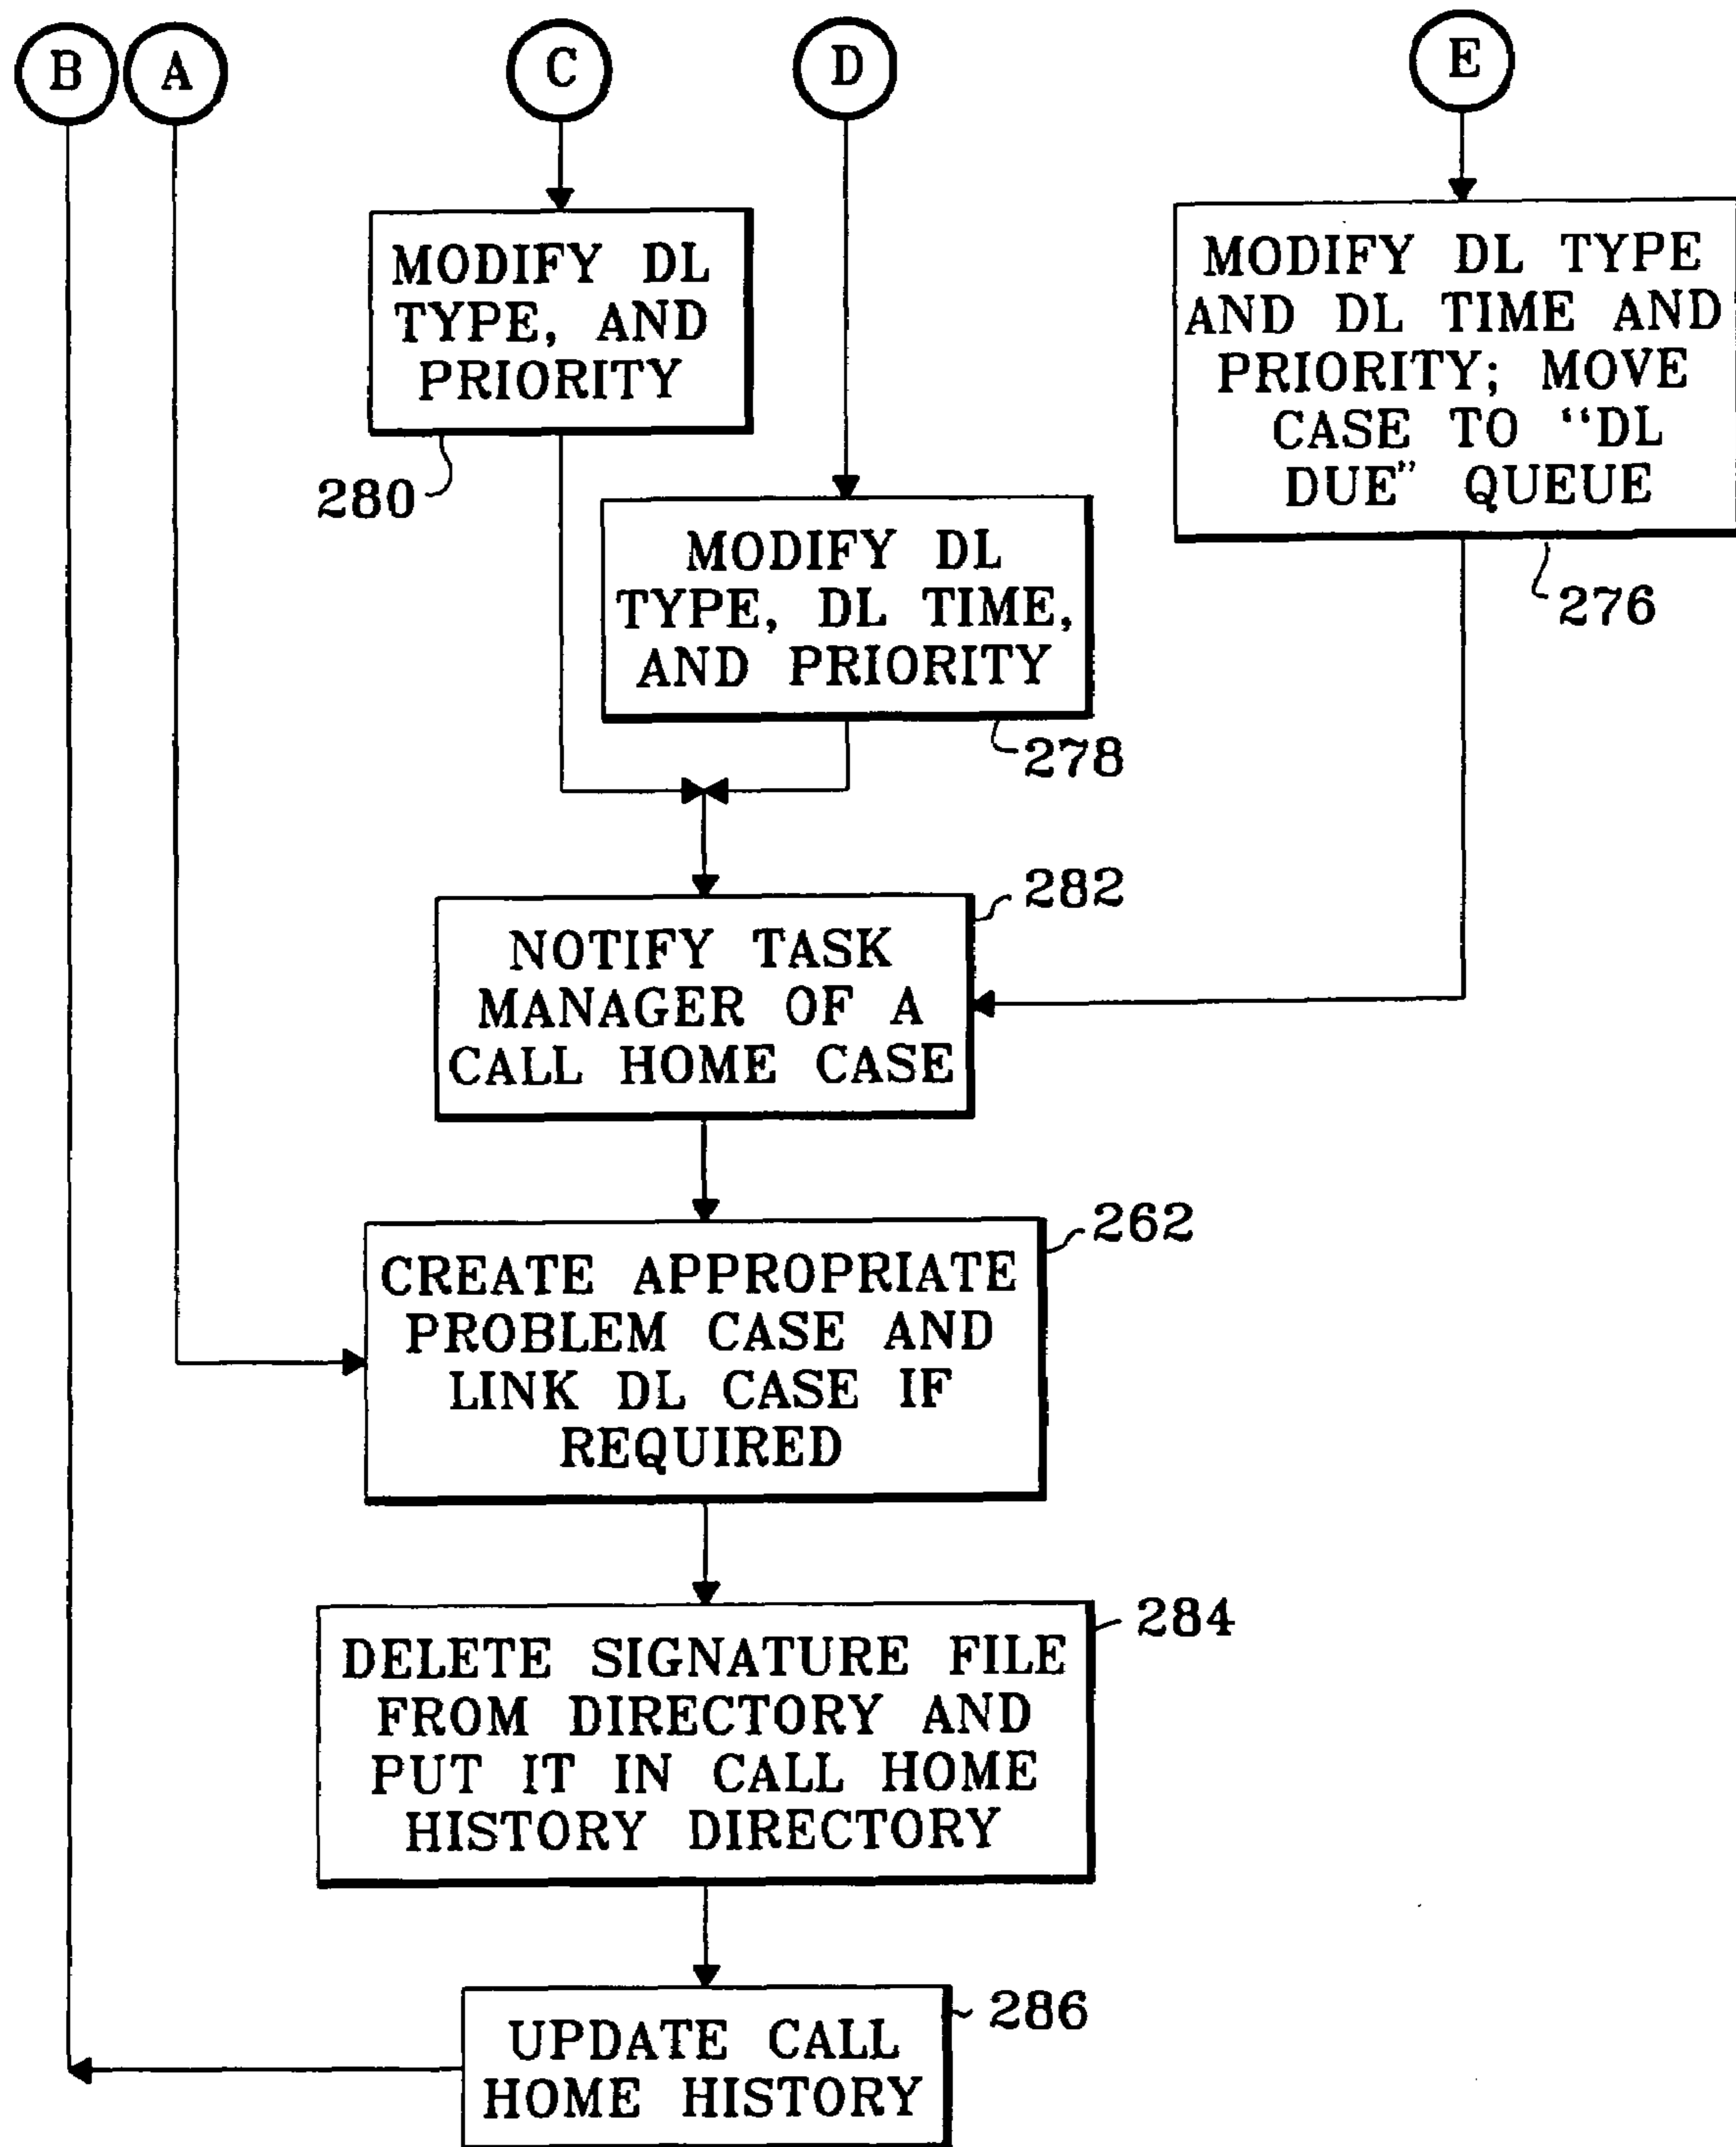 B
A
C
D
E
MODIFY DL
TYPE, AND
PRIORITY
280
MODIFY DL TYPE
AND DL TIME AND
PRIORITY; MOVE
CASE TO “DL
DUE” QUEUE
276
MODIFY DL
TYPE, DL TIME,
AND PRIORITY
278
282
NOTIFY TASK
MANAGER OF A
CALL HOME CASE
262
CREATE APPROPRIATE
PROBLEM CASE AND
LINK DL CASE IF
REQUIRED
284
DELETE SIGNATURE FILE
FROM DIRECTORY AND
PUT IT IN CALL HOME
HISTORY DIRECTORY
286
UPDATE CALL
HOME HISTORY